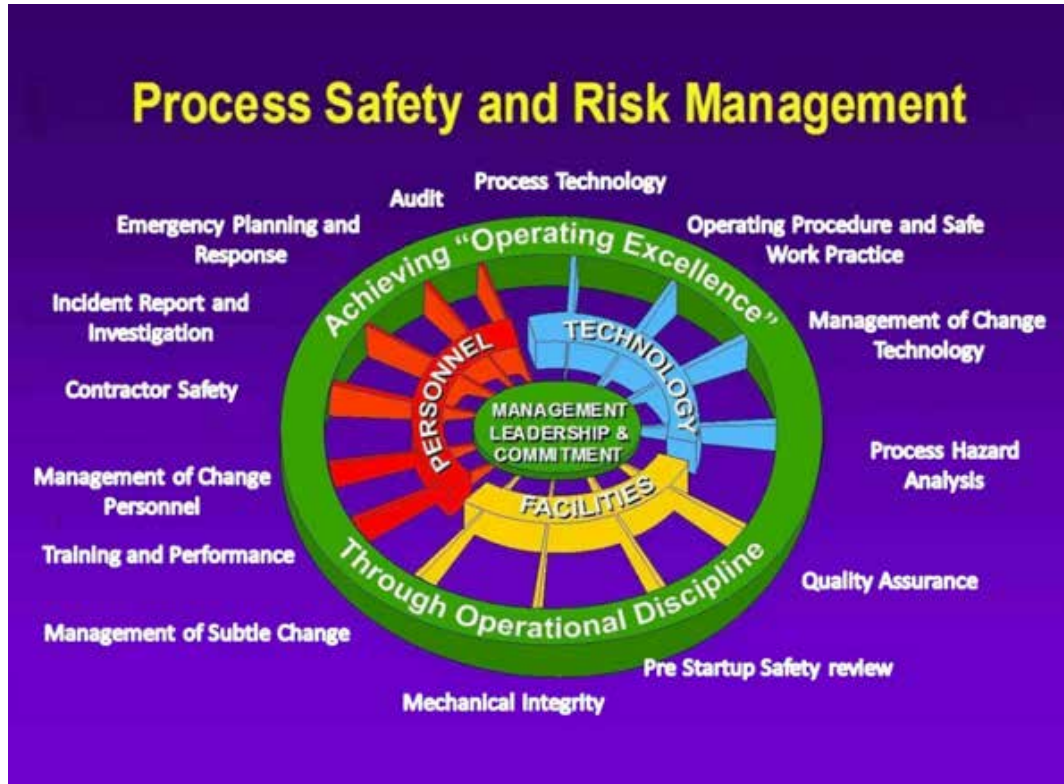 Process Safety and Risk Management
Process Technology
Audit
Operating Procedure and Safe
Work Practice
Emergency Planning and
Response
Achieving "Operating Excellence"
Incident Report and
Investigation
Management of Change
Technology
PERSONNEL
TECHNOLOGY
Contractor Safety
MANAGEMENT
LEADERSHIP &
COMMITMENT
Process Hazard
Analysis
Management of Change
Personnel
FACILITIES
Training and Performance
Through Operational Discipline
Quality Assurance
Management of Subtle Change
Pre Startup Safety review
Mechanical Integrity